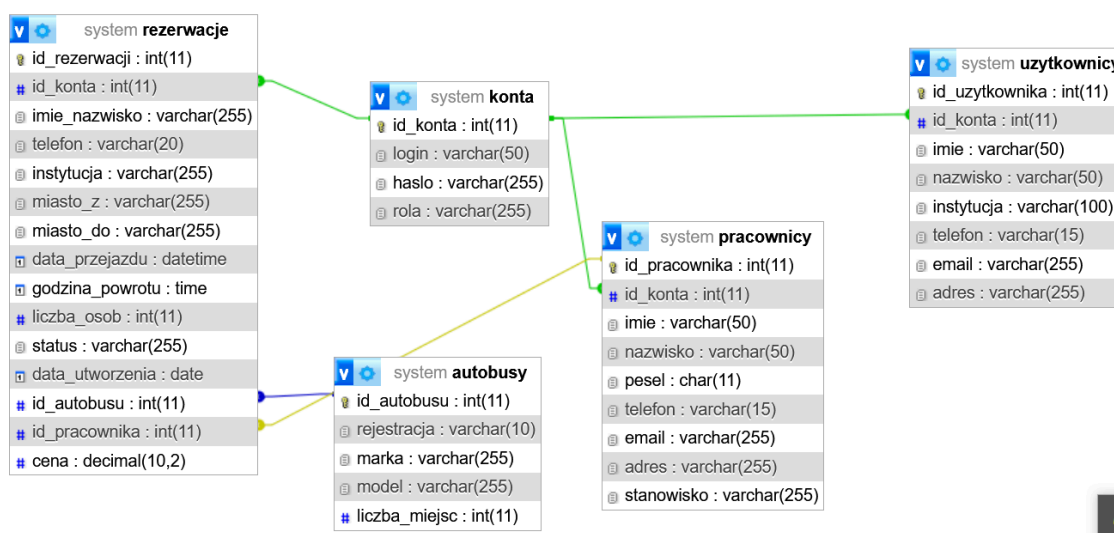 system rezerwacje
id_rezerwacji : int(11)
id_konta : int(11)
imie_nazwisko : varchar(255)
telefon : varchar(20)
instytucja : varchar(255)
miasto_z : varchar(255)
miasto_do : varchar(255)
data_przejazdu : datetime
godzina_powrotu : time
liczba_osob : int(11)
status : varchar(255)
data_utworzenia : date
id_autobusu : int(11)
id_pracownika : int(11)
cena : decimal(10,2)
system konta
id_konta : int(11)
login : varchar(50)
haslo : varchar(255)
rola : varchar(255)
system autobusy
id_autobusu : int(11)
rejestracja : varchar(10)
marka : varchar(255)
model : varchar(255)
liczba_miejsc : int(11)
system pracownicy
id_pracownika : int(11)
id_konta : int(11)
imie : varchar(50)
nazwisko : varchar(50)
pesel : char(11)
telefon : varchar(15)
email : varchar(255)
adres : varchar(255)
stanowisko : varchar(255)
system uzytkownicy
id_uzytkownika : int(11)
id_konta : int(11)
imie : varchar(50)
nazwisko : varchar(50)
instytucja : varchar(100)
telefon : varchar(15)
email : varchar(255)
adres : varchar(255)